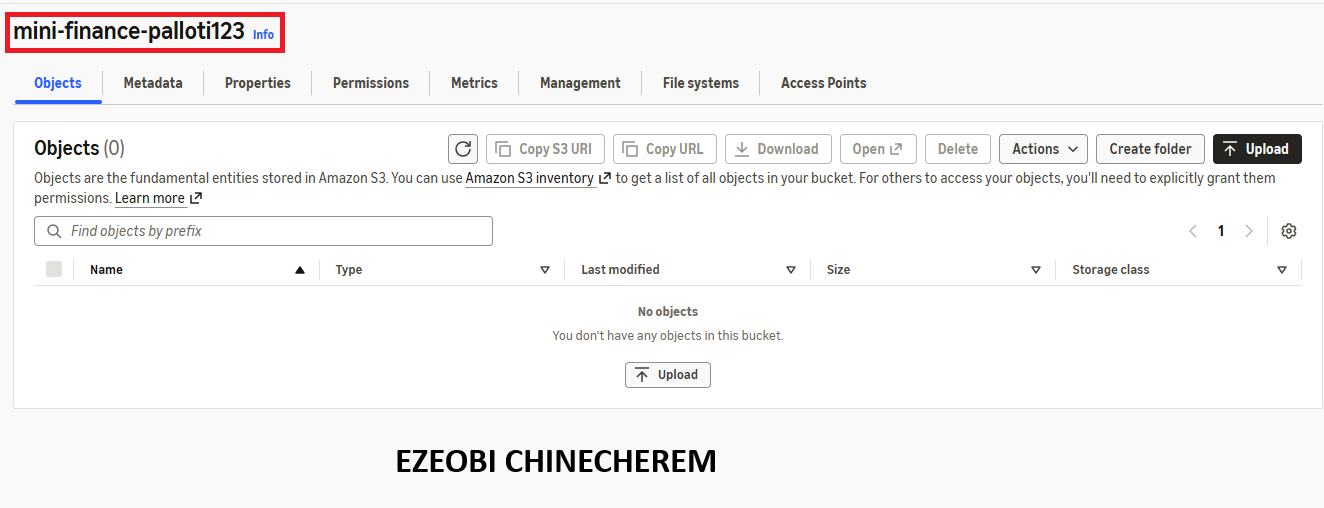 mini-finance-palloti123 Info
Objects Metadata Properties Permissions Metrics Management File systems Access Points
Objects (0) Copy S3 URI Copy URL Download Open Delete Actions Create folder Upload
Objects are the fundamental entities stored in Amazon S3. You can use Amazon S3 inventory to get a list of all objects in your bucket. For others to access your objects, you'll need to explicitly grant them
permissions. Learn more
Find objects by prefix 1
Name Type Last modified Size Storage class
No objects
You don't have any objects in this bucket.
Upload
EZEOBI CHINECHEREM